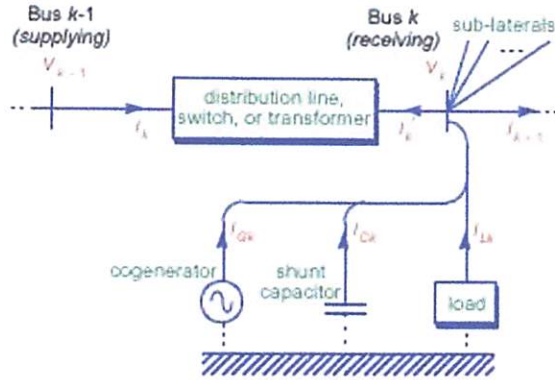 Bus k-1
(supplying)
Bus k
(receiving)
sub-laterals
V k-1
V k
distribution line,
switch, or transformer
I k
I' k
I k+1
I Gk
I Ck
I Lk
cogenerator
shunt
capacitor
load